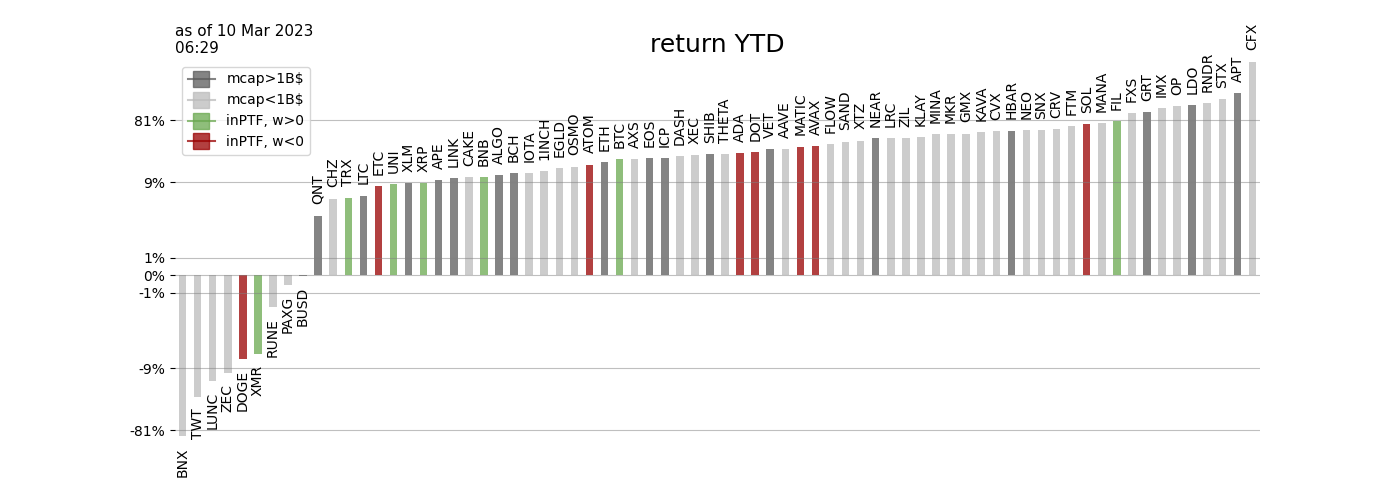 as of 10 Mar 2023
06:29
return YTD
mcap>1B$
mcap<1B$
inPTF, w>0
inPTF, w<0
81%
9%
1%
0%
-1%
-9%
-81%
BNX
TWT
LUNC
ZEC
DOGE
XMR
RUNE
PAXG
BUSD
QNT
CHZ
TRX
LTC
ETC
UNI
XLM
XRP
APE
LINK
CAKE
BNB
ALGO
BCH
IOTA
1INCH
EGLD
OSMO
ATOM
ETH
BTC
AXS
EOS
ICP
DASH
XEC
SHIB
THETA
ADA
DOT
VET
AAVE
MATIC
AVAX
FLOW
SAND
XTZ
NEAR
LRC
ZIL
KLAY
MINA
MKR
GMX
KAVA
CVX
HBAR
NEO
SNX
CRV
FTM
SOL
MANA
FIL
FXS
GRT
IMX
OP
LDO
RNDR
STX
APT
CFX